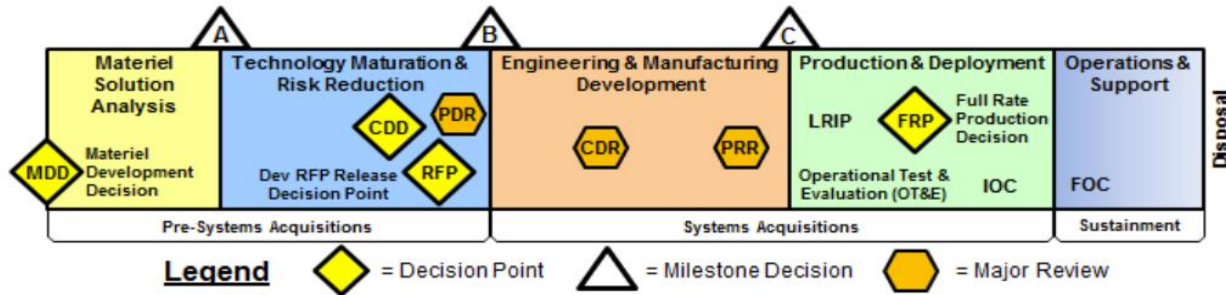 A
B
C
Materiel
Solution
Analysis
MDD
Materiel
Development
Decision
Technology Maturation &
Risk Reduction
CDD
PDR
Dev RFP Release
Decision Point
RFP
Engineering & Manufacturing
Development
CDR
PRR
Production & Deployment
LRIP
FRP
Full Rate
Production
Decision
Operational Test &
Evaluation (OT&E)
IOC
Operations &
Support
FOC
Disposal
Pre-Systems Acquisitions
Systems Acquisitions
Sustainment
Legend
= Decision Point
= Milestone Decision
= Major Review